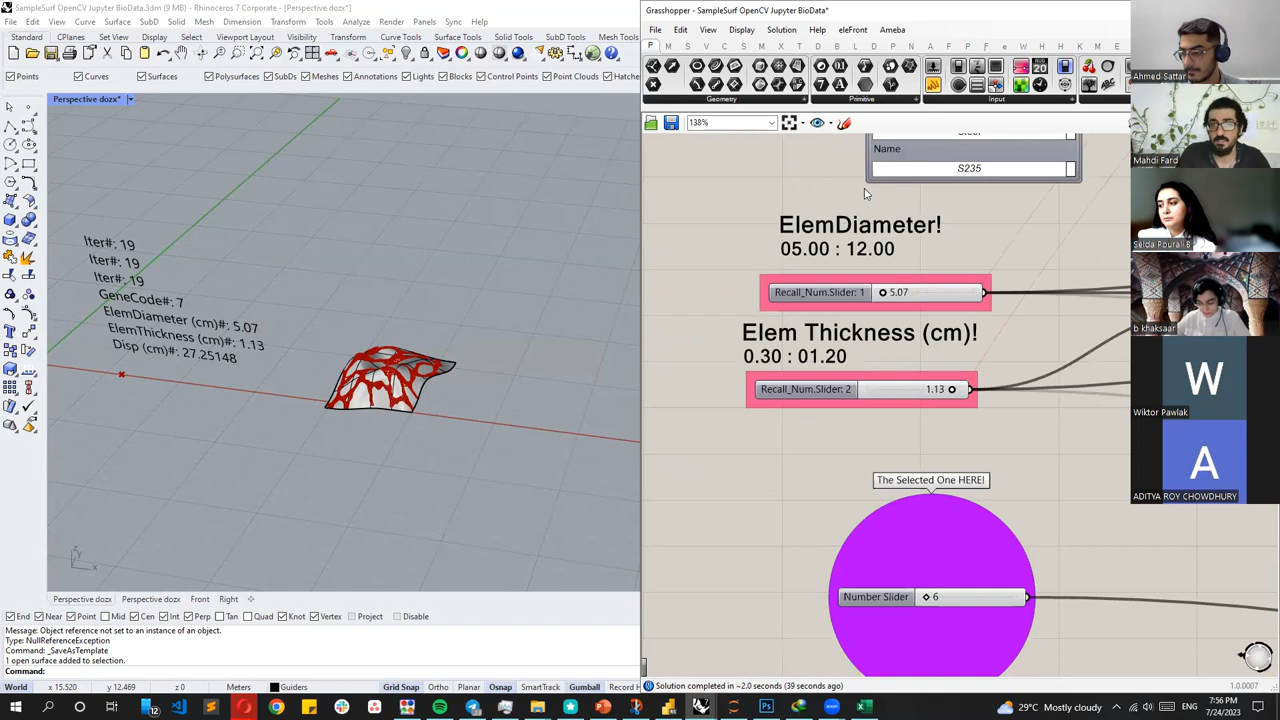 SampleSurf OpenCV Jupyter BioData.3dm (9 MB) - Rhinoceros 7 Corporate - [Perspective dozx*]
File Edit View Curve Surface SubD Solid Mesh Dimension Transform Tools Analyze Render Panels Sync Help
Standard CPlanes Set View Display Select Viewport Layout Visibility Transform Curve Tools Surface Tools Solid Tools SubD Tools
Points Curves Surfaces Polysurfaces SubDs Meshes Annotations Lights Blocks Control Points Point Clouds Hatche
Perspective dozx*
Iter#: 19
Iter#: 19
Iter#: 19
GeneCode#: 7
ElemDiameter (cm)#: 5.07
ElemThickness (cm)#: 1.13
Disp (cm)#: 27.25148
z
y
x
Perspective dozx Perspective dozx Front Right
End Near Point Mid Cen Int Perp Tan Quad Knot Vertex Project Disable
Message: Object reference not set to an instance of an object.
Type: NullReferenceException
Command: _SaveAsTemplate
1 open surface added to selection.
Command:
World x 15.520 y 12.469 z 0 Meters Guiders Grid Snap Ortho Planar Osnap SmartTrack Gumball Record H
Grasshopper - SampleSurf OpenCV Jupyter BioData*
File Edit View Display Solution Help eleFront Ameba
Geometry Primitive Input
138%
Name
S235
ElemDiameter!
05.00 : 12.00
Recall_Num.Slider: 1 5.07
Elem Thickness (cm)!
0.30 : 01.20
Recall_Num.Slider: 2 1.13
The Selected One HERE!
Number Slider 6
Solution completed in ~2.0 seconds (39 seconds ago)
1.0.0007
Ahmed Sattar
Mahdi Fard
Selda Pourali B
b khaksaar
W
Wiktor Pawlak
A
ADITYA ROY CHOWDHURY
29°C Mostly cloudy
7:56 PM
7/24/2023